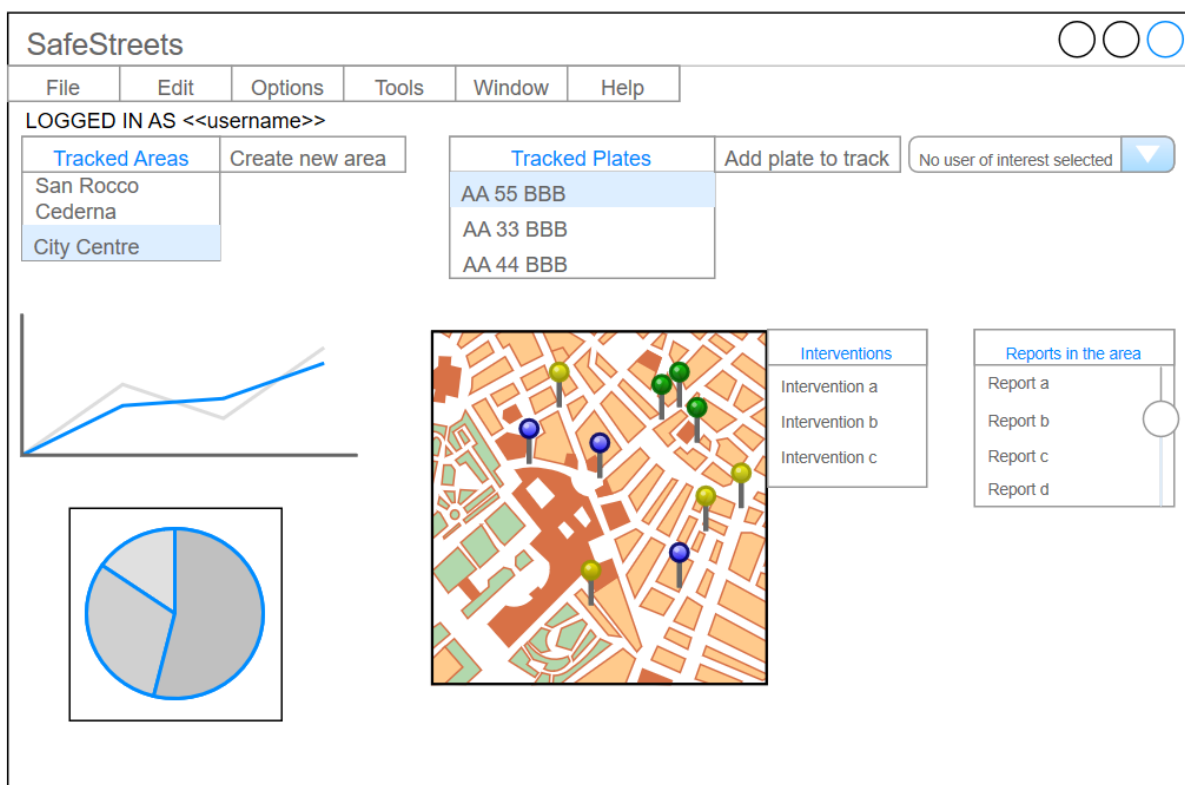 SafeStreets
File Edit Options Tools Window Help
LOGGED IN AS <<username>>
Tracked Areas Create new area Tracked Plates Add plate to track No user of interest selected
San Rocco
Cederna
City Centre
AA 55 BBB
AA 33 BBB
AA 44 BBB
Interventions
Intervention a
Intervention b
Intervention c
Reports in the area
Report a
Report b
Report c
Report d